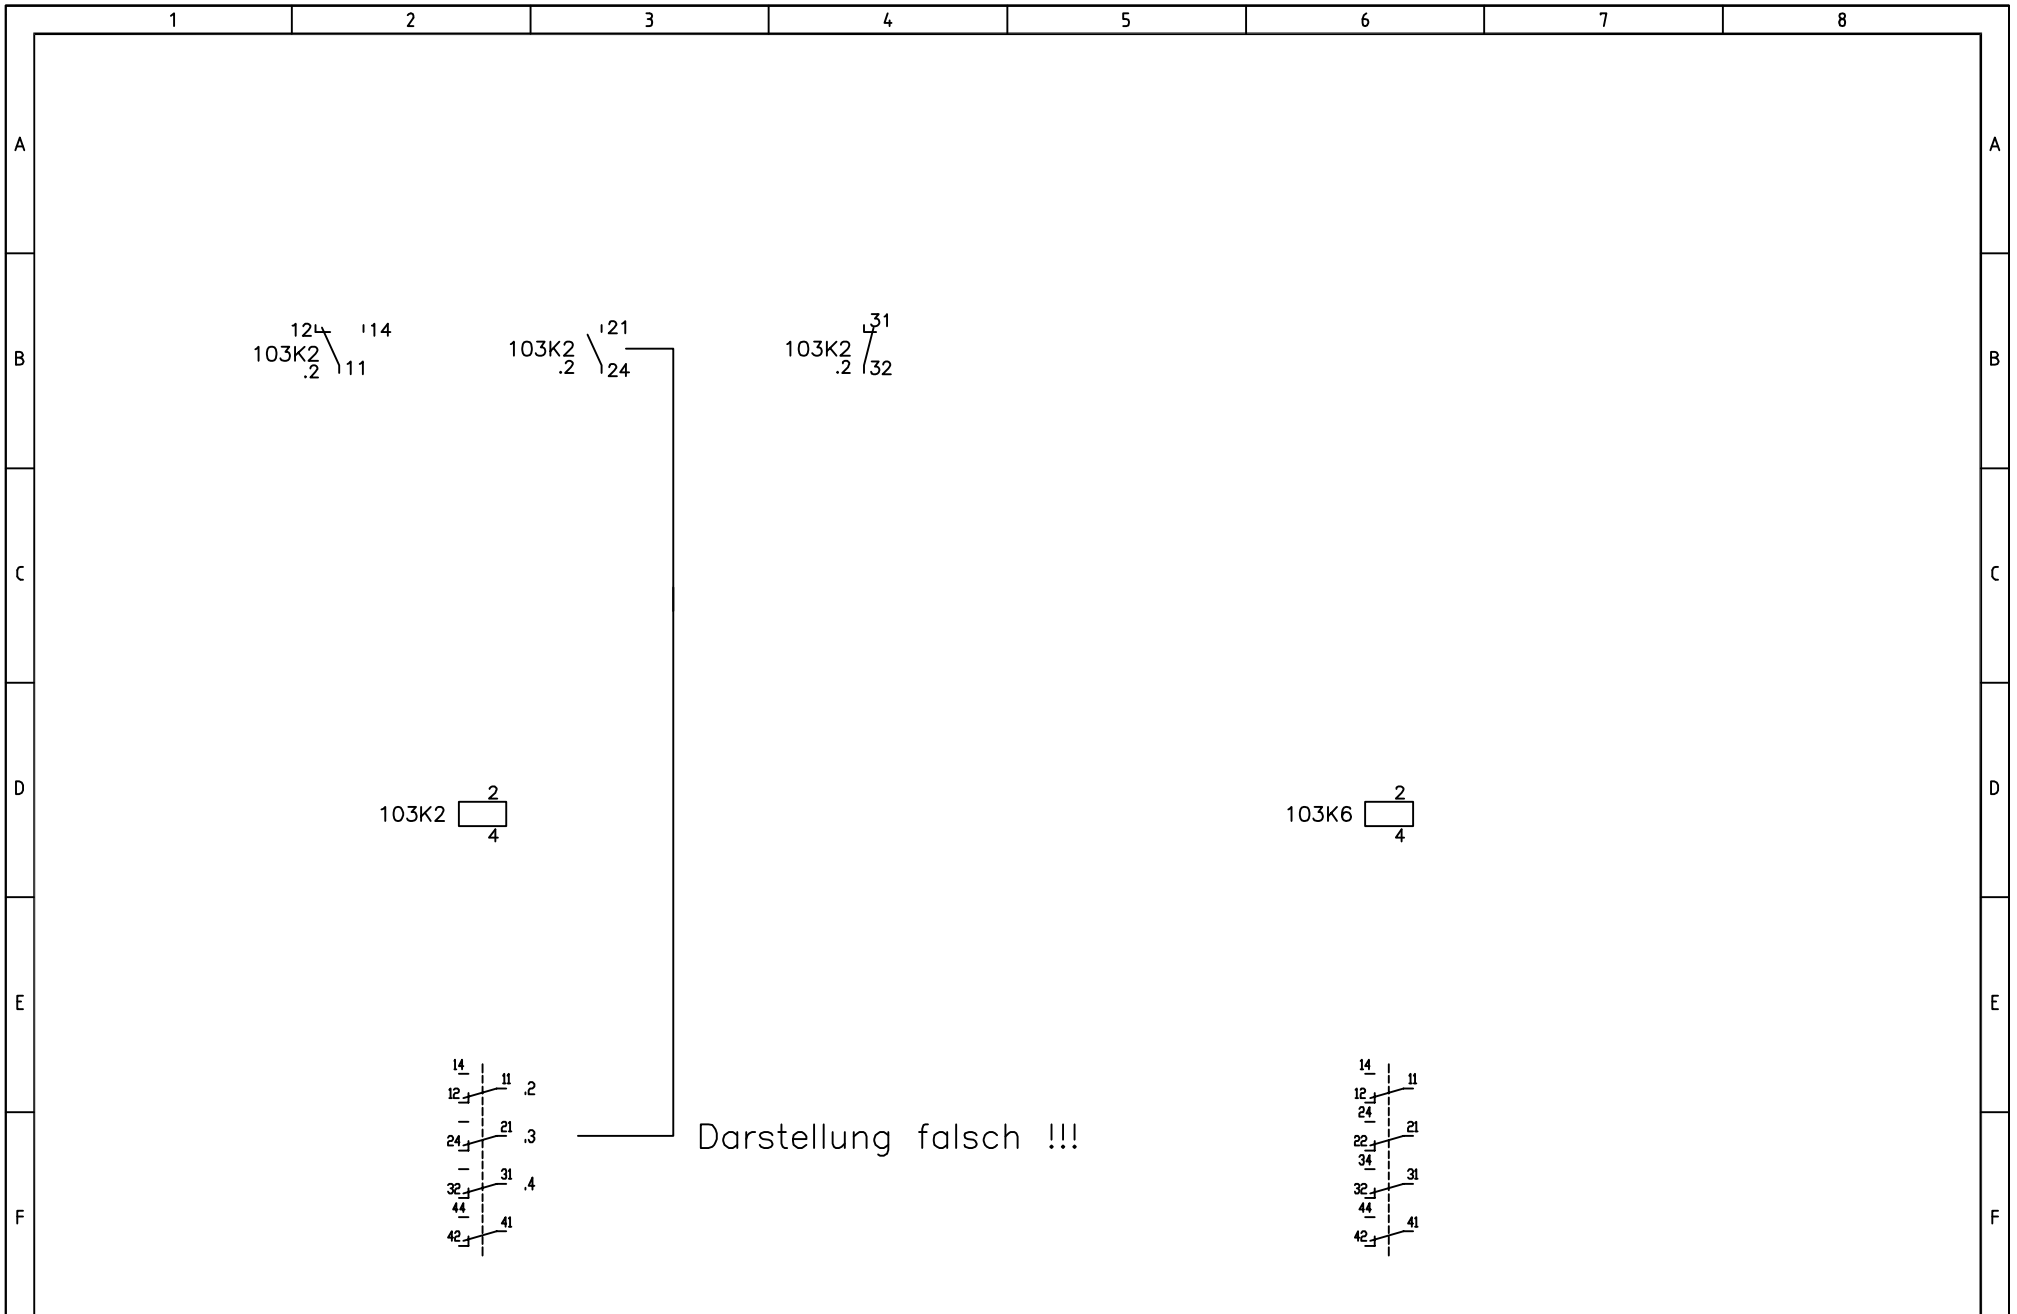 1 2 3 4 5 6 7 8
A A
12 14 21 31
103K2 103K2 103K2
B B
.2 11 .2 24 .2 32
C C
D D
2 2
103K2 103K6
4 4
E E
14 14
11 .2 11
12 12
24
21 .3 Darstellung falsch !!! 21
24 22
34
31 .4 31
32 32
44 44
F F
41 41
42 42